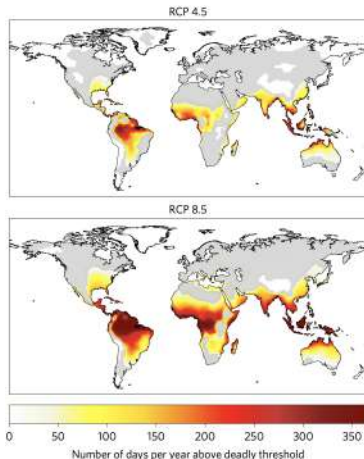 RCP 4.5
RCP 8.5
0 50 100 150 200 250 300 350
Number of days per year above deadly threshold